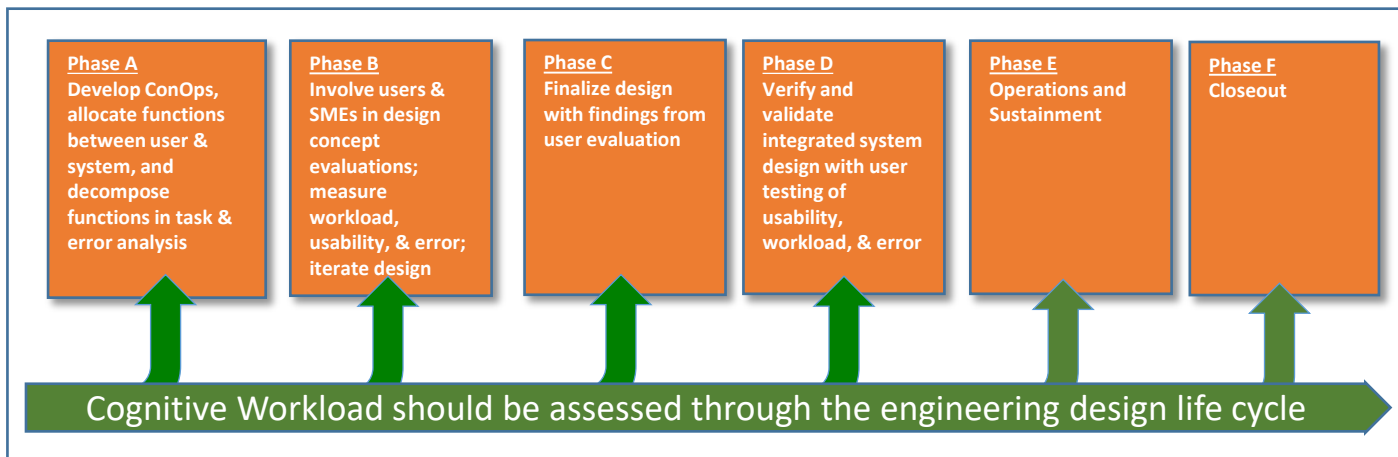 Phase A
Develop ConOps,
allocate functions
between user &
system, and
decompose
functions in task &
error analysis
Phase B
Involve users &
SMEs in design
concept
evaluations;
measure
workload,
usability, & error;
iterate design
Phase C
Finalize design
with findings from
user evaluation
Phase D
Verify and
validate
integrated system
design with user
testing of
usability,
workload, & error
Phase E
Operations and
Sustainment
Phase F
Closeout
Cognitive Workload should be assessed through the engineering design life cycle